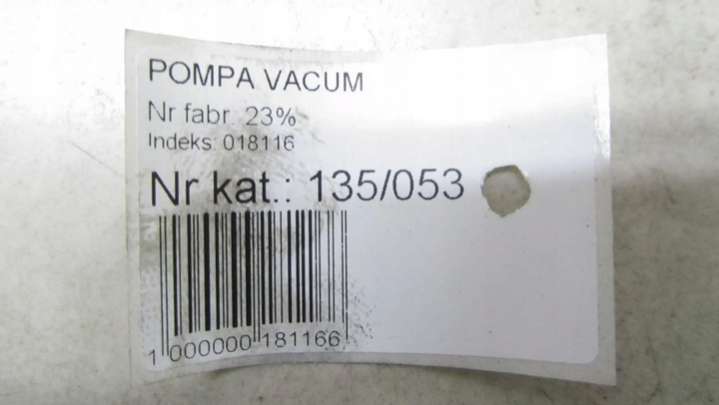 POMPA VACUM
Nr fabr. 23%
Indeks: 018116
Nr kat.: 135/053
1 000000 181166